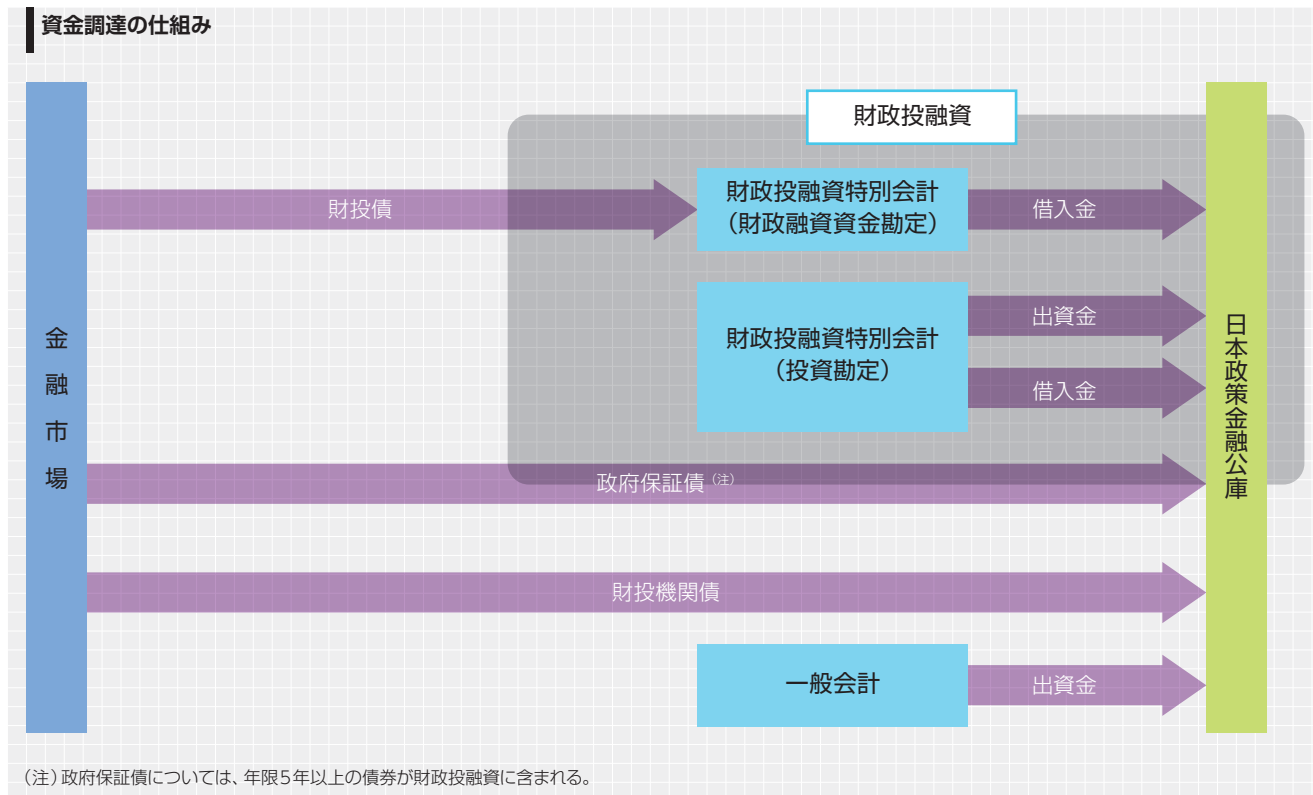 資金調達の仕組み
財政投融資
財投債
財政投融資特別会計
（財政融資資金勘定）
借入金
金融市場
財政投融資特別会計
（投資勘定）
出資金
借入金
日本政策金融公庫
政府保証債（注）
財投機関債
一般会計
出資金
（注）政府保証債については、年限5年以上の債券が財政投融資に含まれる。